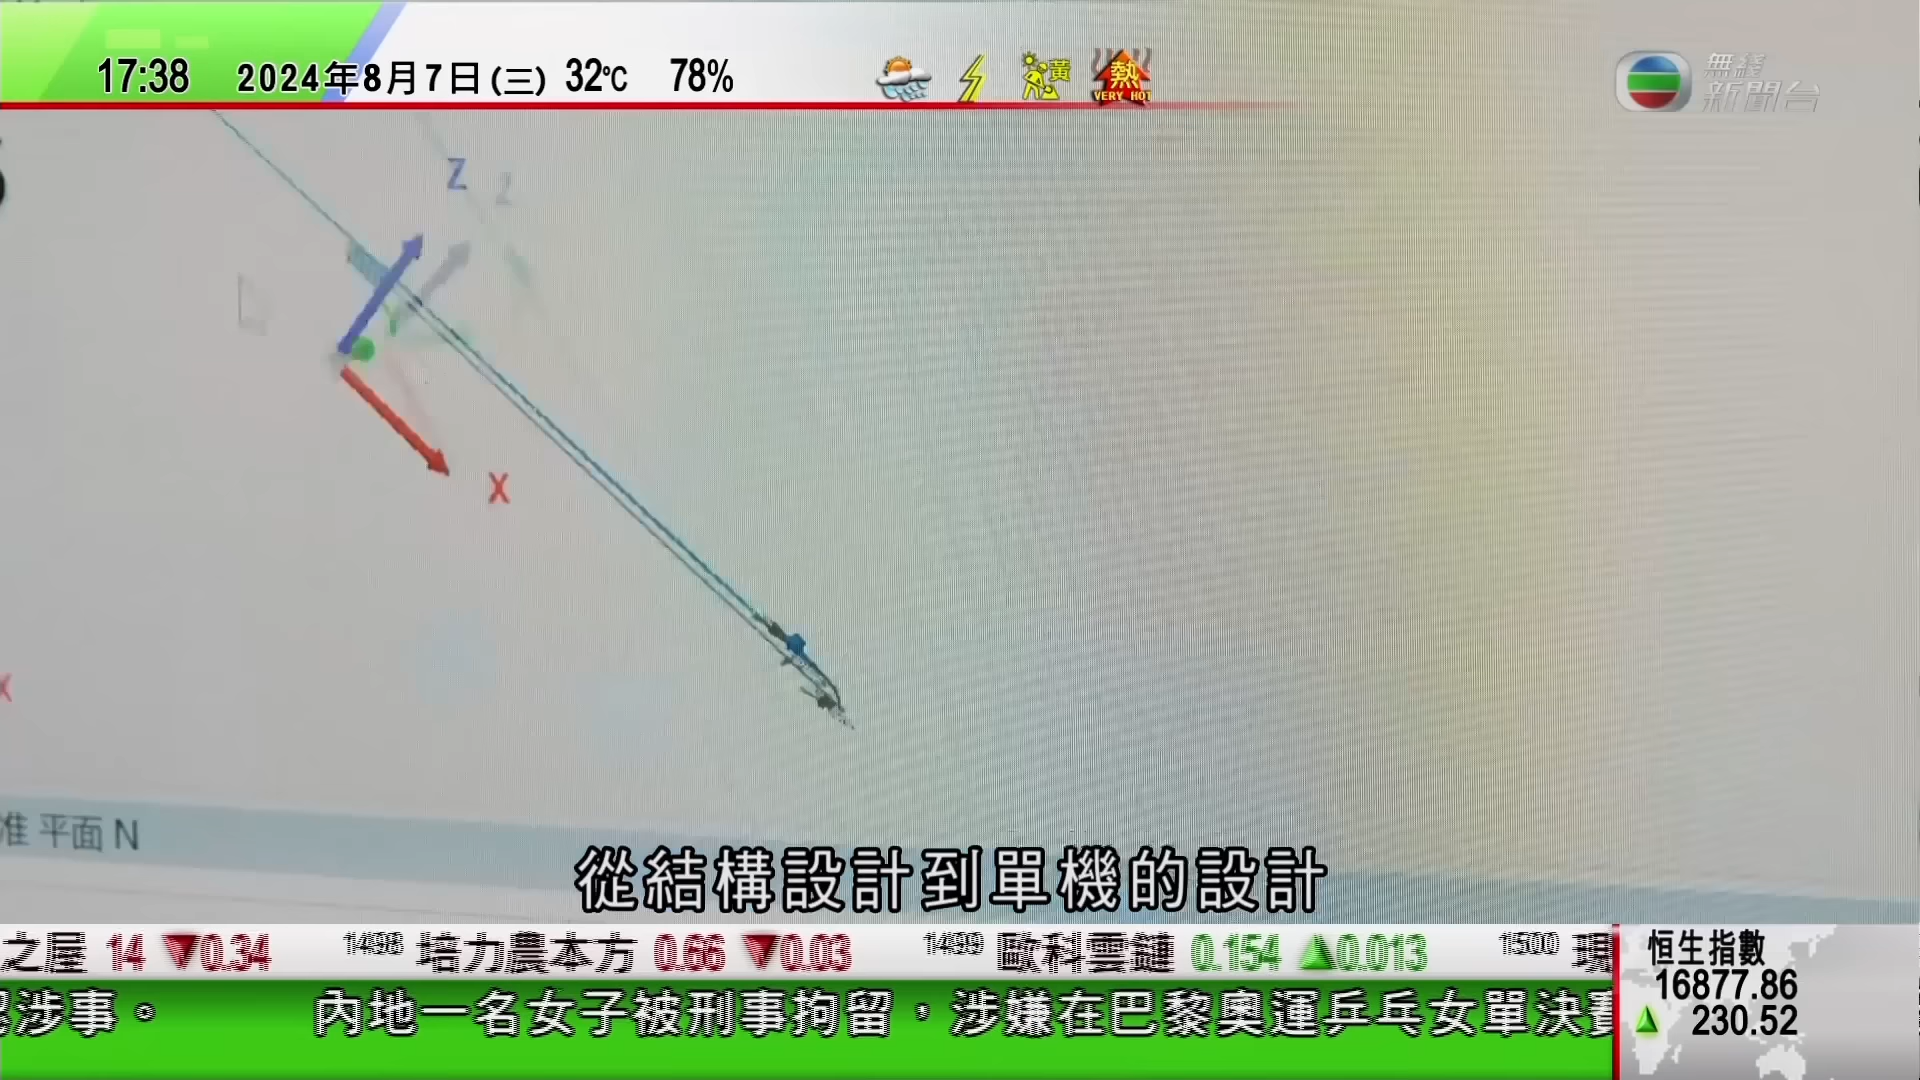 17:38 2024年8月7日(三) 32℃ 78%
黃
熱
VERY HOT
無綫
新聞台
Z
Z
Y
X
X
准 平面 N
從結構設計到單機的設計
之屋 14 ▼0.34 1498 培力農本方 0.66 ▼0.03 1499 歐科雲鏈 0.154 ▲0.013 1500
恒生指數
16877.86
▲ 230.52
涉事。 內地一名女子被刑事拘留，涉嫌在巴黎奧運乒乓女單決賽